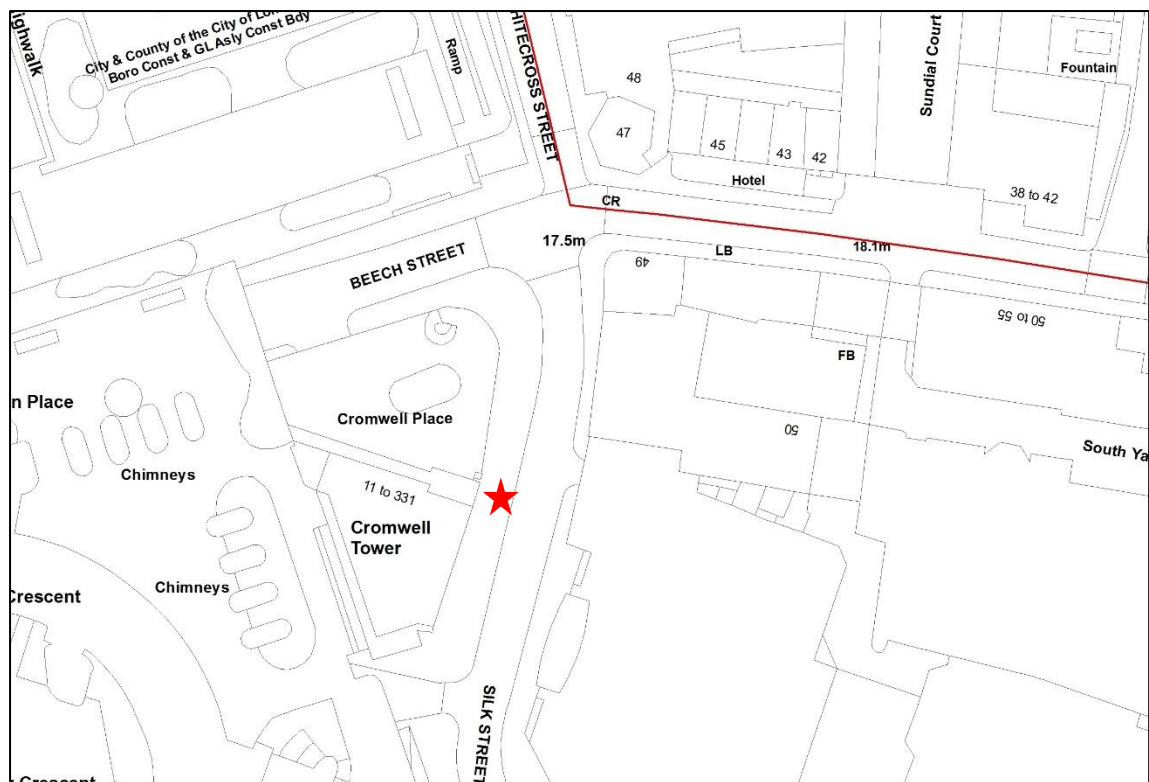 ighwalk
City & County of the City of Lon
Boro Const & GL Asly Const Bdy
Ramp
HITECROSS STREET
48
47
45
43
42
Hotel
Sundial Court
Fountain
38 to 42
CR
17.5m
LB
18.1m
BEECH STREET
49
50 to 55
FB
n Place
Cromwell Place
50
South Ya
Chimneys
11 to 331
Cromwell
Tower
Chimneys
Crescent
SILK STREET
Crescent